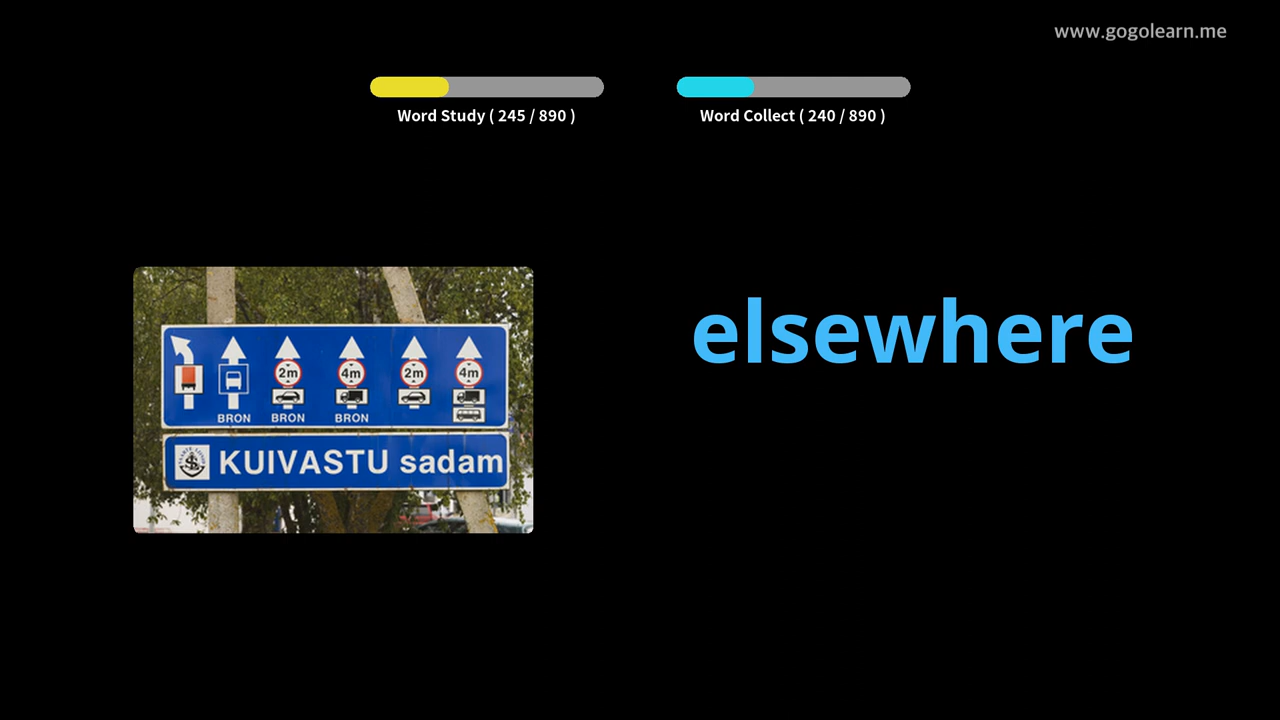 www.gogolearn.me
Word Study ( 245 / 890 )
Word Collect ( 240 / 890 )
elsewhere
2m 4m 2m 4m
BRON BRON BRON
KUIVASTU sadam